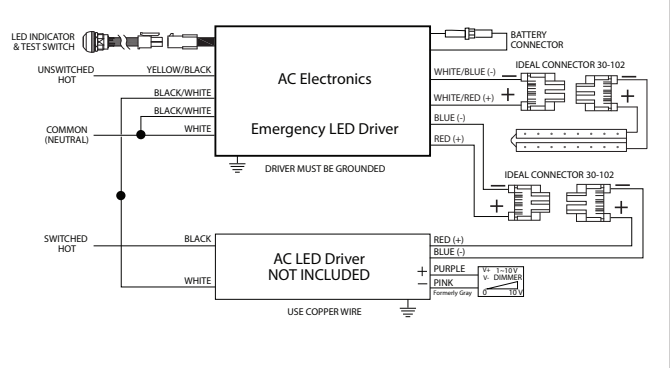 LED INDICATOR
& TEST SWITCH
BATTERY
CONNECTOR
UNSWITCHED
HOT
YELLOW/BLACK
BLACK/WHITE
BLACK/WHITE
WHITE
COMMON
(NEUTRAL)
AC Electronics
Emergency LED Driver
WHITE/BLUE (-)
WHITE/RED (+)
BLUE (-)
RED (+)
IDEAL CONNECTOR 30-102
— —
+ +
DRIVER MUST BE GROUNDED
IDEAL CONNECTOR 30-102
— —
+ +
SWITCHED
HOT
BLACK
WHITE
AC LED Driver
NOT INCLUDED
RED (+)
BLUE (-)
+ PURPLE
— PINK
Formerly Gray
V+ 1~10 V
V- DIMMER
0 10 V
USE COPPER WIRE